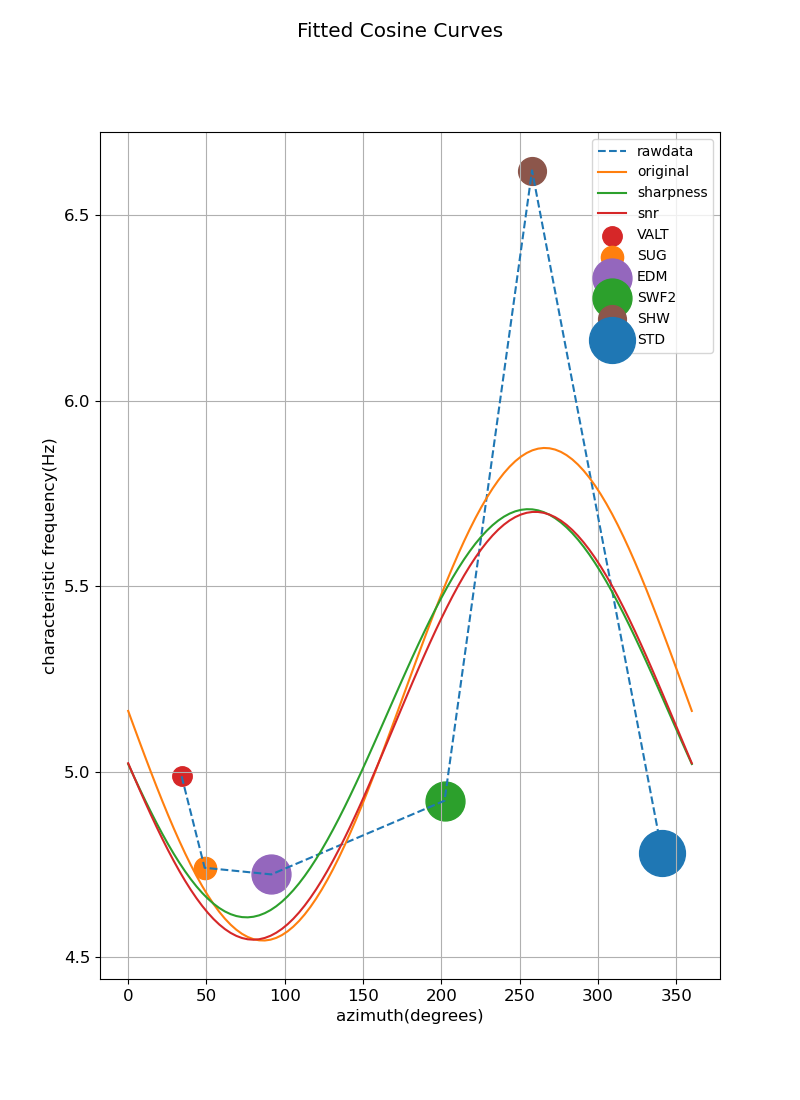 Fitted Cosine Curves
rawdata
original
sharpness
snr
VALT
SUG
EDM
SWF2
SHW
STD
6.5
6.0
5.5
5.0
4.5
characteristic frequency(Hz)
0 50 100 150 200 250 300 350
azimuth(degrees)